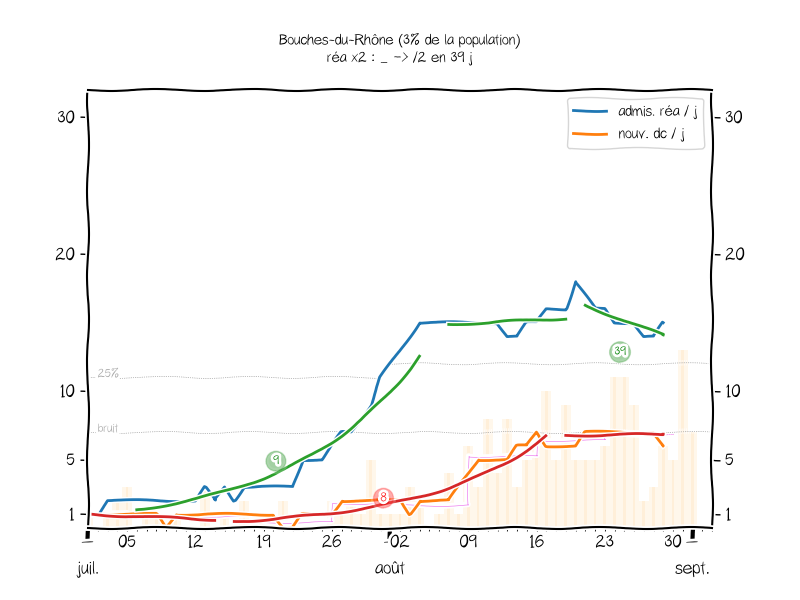 Bouches-du-Rhône (3% de la population)
réa x2 : _ -> /2 en 39 j
admis. réa / j
nouv. dc / j
30
30
20
20
10
10
5
5
1
1
25%
bruit
9
8
39
05
12
19
26
02
09
16
23
30
juil.
août
sept.